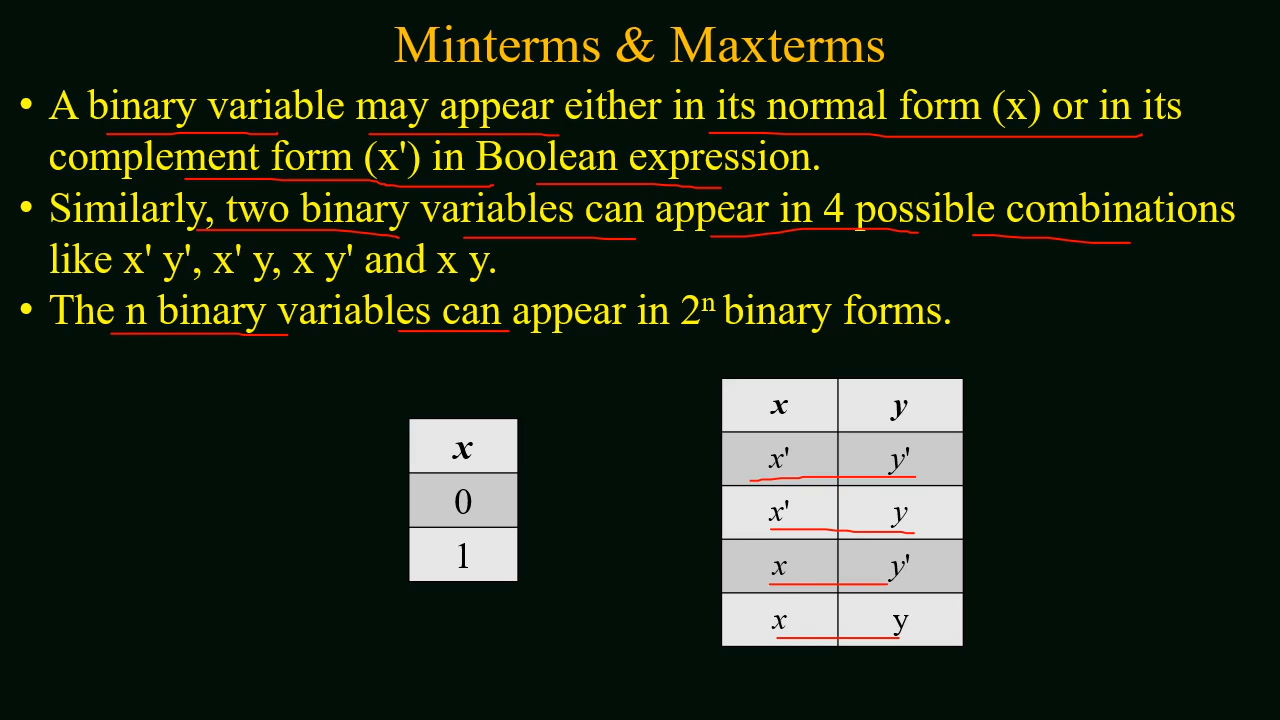 Minterms & Maxterms
• A binary variable may appear either in its normal form (x) or in its
complement form (x') in Boolean expression.
• Similarly, two binary variables can appear in 4 possible combinations
like x' y', x' y, x y' and x y.
• The n binary variables can appear in 2ⁿ binary forms.
x
0
1
x y
x' y'
x' y
x y'
x y